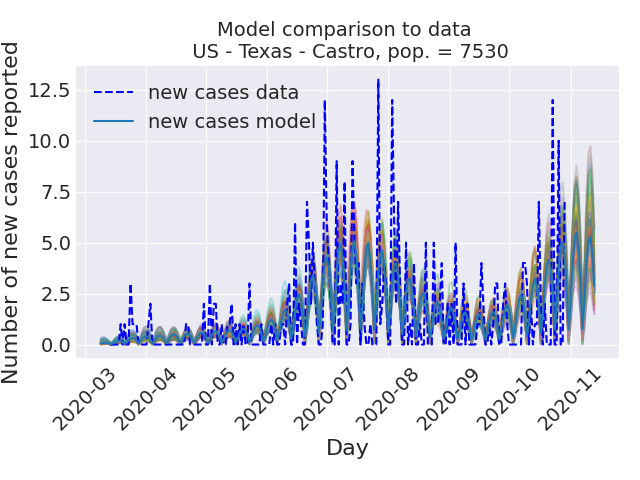 Model comparison to data
US - Texas - Castro, pop. = 7530
Number of new cases reported
12.5
10.0
7.5
5.0
2.5
0.0
new cases data
new cases model
2020-03
2020-04
2020-05
2020-06
2020-07
2020-08
2020-09
2020-10
2020-11
Day